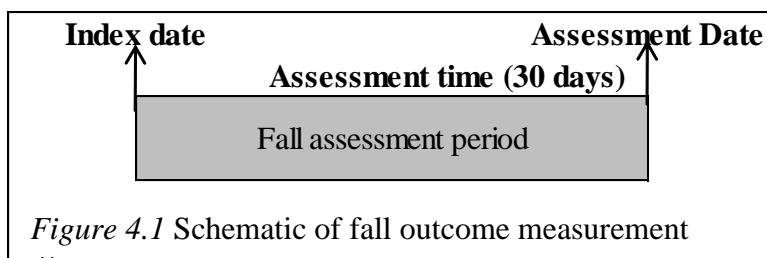 Index date Assessment Date
Assessment time (30 days)
Fall assessment period
Figure 4.1 Schematic of fall outcome measurement